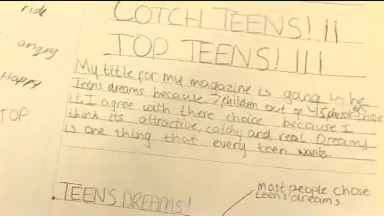 ride
COTCH TEENS!!!
angry
TOP TEENS!!!!
Happy
My title for my magazine is going to be
Teens dreams because 7 children out of 15 chose
it. I agree with there choice because I
TOP
think its attractive, catchy and real. Dreams
is one thing that every teen wants.
most people chose
teens dreams.
.TEENS DREAMS!